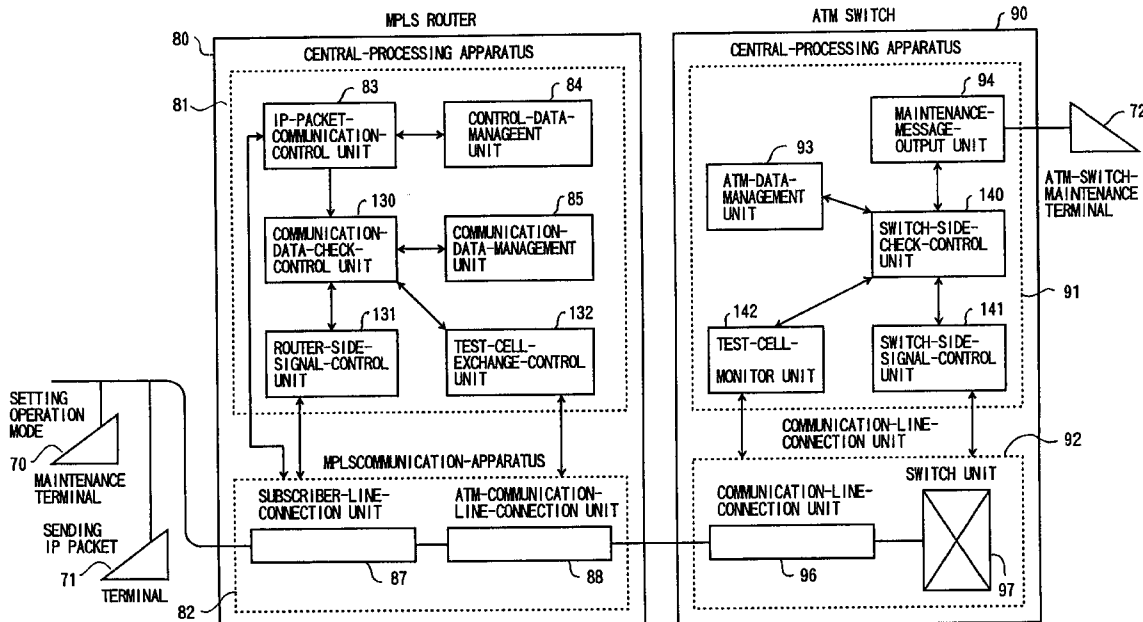 MPLS ROUTER
80
CENTRAL-PROCESSING APPARATUS
81
83
IP-PACKET-
COMMUNICATION-
CONTROL UNIT
84
CONTROL-DATA-
MANAGEENT
UNIT
130
COMMUNICATION-
DATA-CHECK-
CONTROL UNIT
85
COMMUNICATION-
DATA-MANAGEMENT
UNIT
131
ROUTER-SIDE-
SIGNAL-CONTROL
UNIT
132
TEST-CELL-
EXCHANGE-CONTROL
UNIT
MPLSCOMMUNICATION-APPARATUS
SUBSCRIBER-LINE-
CONNECTION UNIT
87
ATM-COMMUNICATION-
LINE-CONNECTION UNIT
88
82
SETTING
OPERATION
MODE
70
MAINTENANCE
TERMINAL
SENDING
IP PACKET
71
TERMINAL
ATM SWITCH
90
CENTRAL-PROCESSING APPARATUS
94
MAINTENANCE-
MESSAGE-
OUTPUT UNIT
72
ATM-SWITCH-
MAINTENANCE
TERMINAL
93
ATM-DATA-
MANAGEMENT
UNIT
140
SWITCH-SIDE-
CHECK-CONTROL
UNIT
91
142
TEST-CELL-
MONITOR UNIT
141
SWITCH-SIDE-
SIGNAL-CONTROL
UNIT
COMMUNICATION-LINE-
CONNECTION UNIT
92
COMMUNICATION-LINE-
CONNECTION UNIT
96
SWITCH UNIT
97